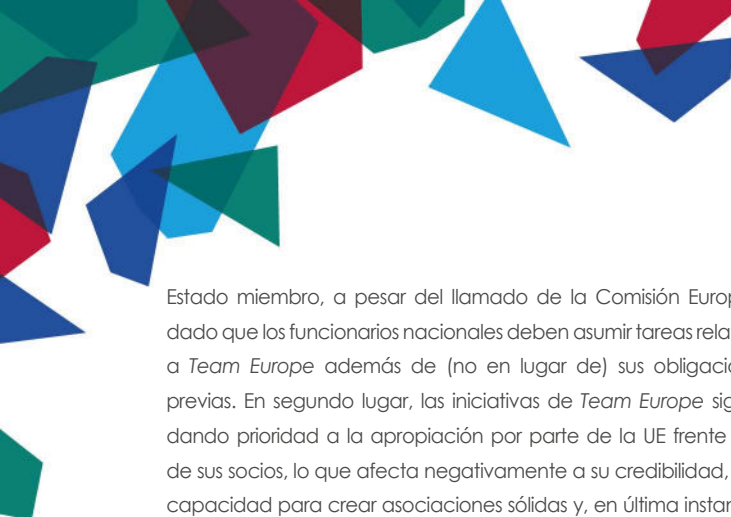 Estado miembro, a pesar del llamado de la Comisión Europ
dado que los funcionarios nacionales deben asumir tareas rela
a Team Europe además de (no en lugar de) sus obligaci
previas. En segundo lugar, las iniciativas de Team Europe sig
dando prioridad a la apropiación por parte de la UE frente
de sus socios, lo que afecta negativamente a su credibilidad,
capacidad para crear asociaciones sólidas y, en última instan